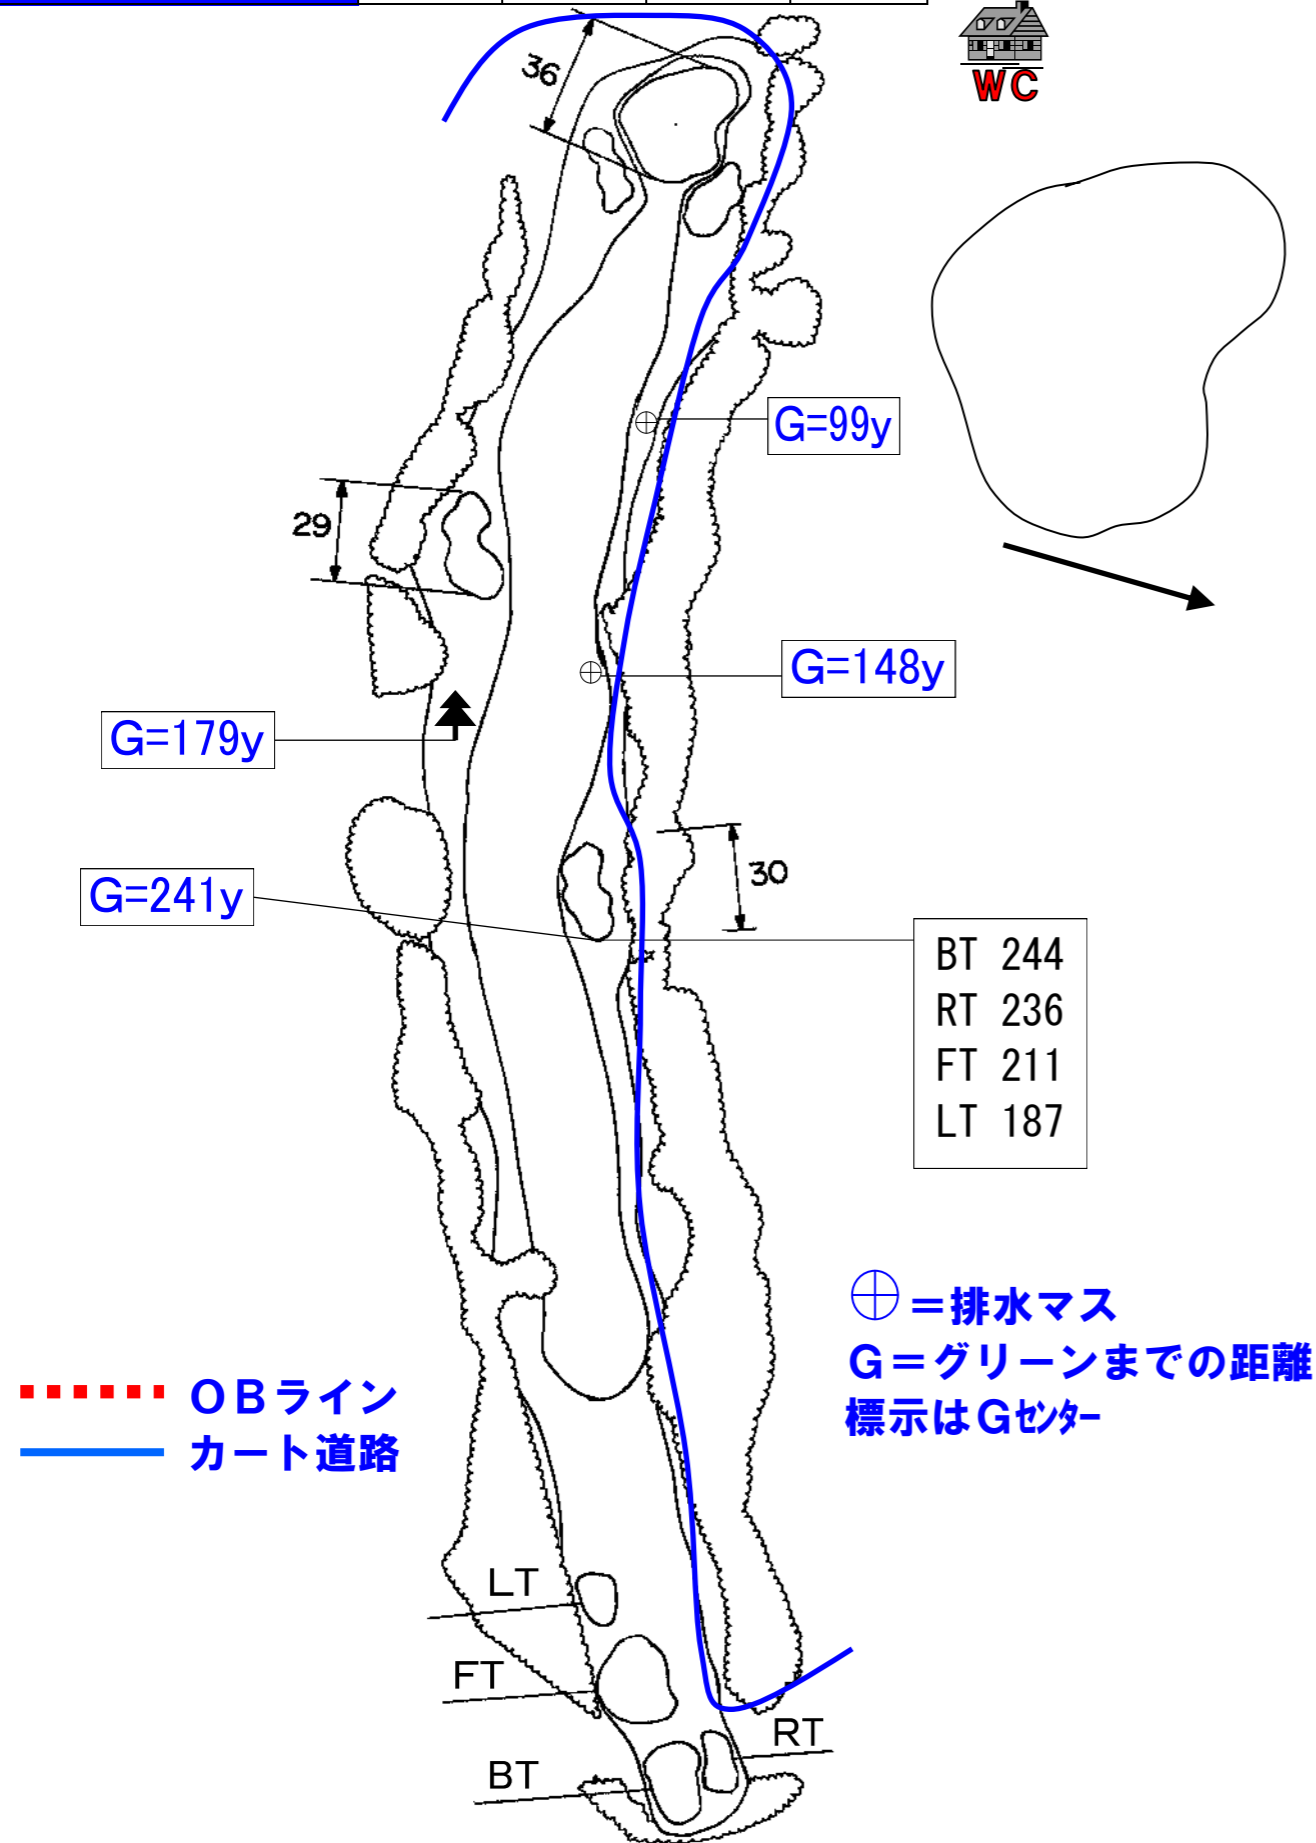 WC
36
G=99y
29
G=148y
G=179y
30
G=241y
BT 244
RT 236
FT 211
LT 187
=排水マス
G=グリーンまでの距離
標示はGセンター
OBライン
カート道路
LT
FT
RT
BT